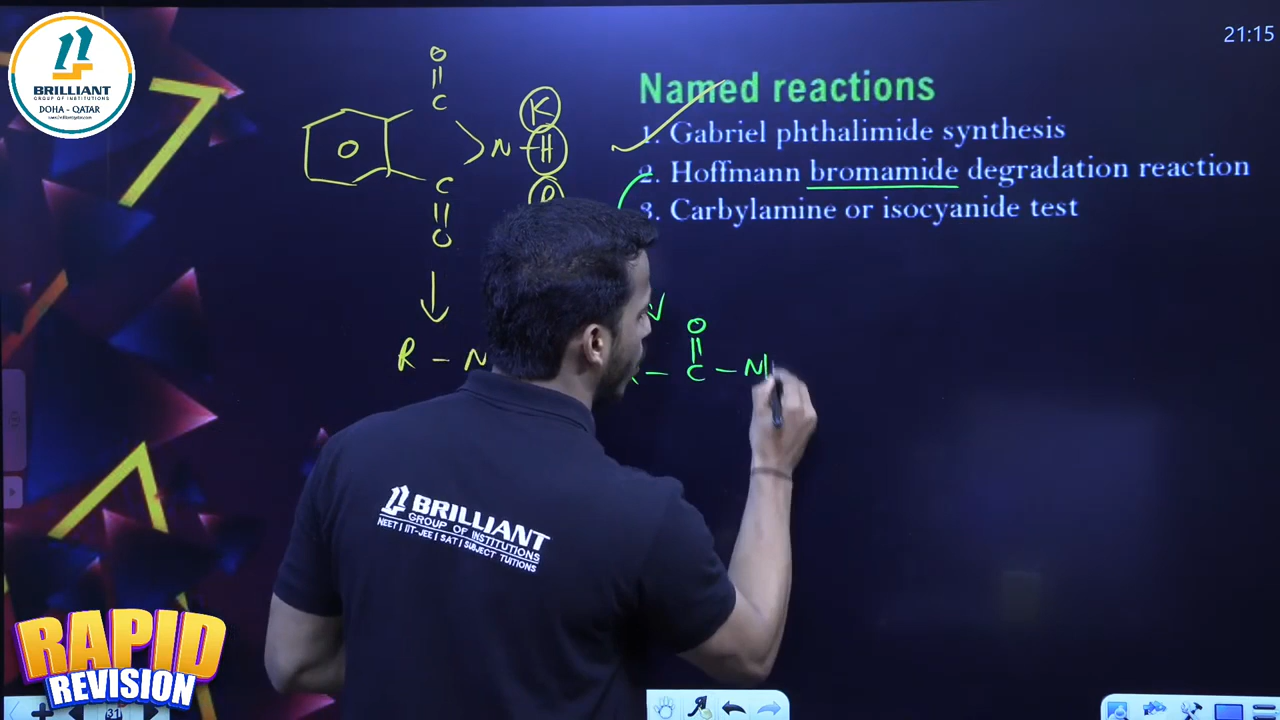 21:15
BRILLIANT
GROUP OF INSTITUTIONS
DOHA - QATAR
Named reactions
1. Gabriel phthalimide synthesis
2. Hoffmann bromamide degradation reaction
3. Carbylamine or isocyanide test
O
C
K
N - H
C
O
R - N
O
C - N
BRILLIANT
GROUP OF INSTITUTIONS
NEET | IIT-JEE | SAT | SUBJECT TUITIONS
RAPID
REVISION
31